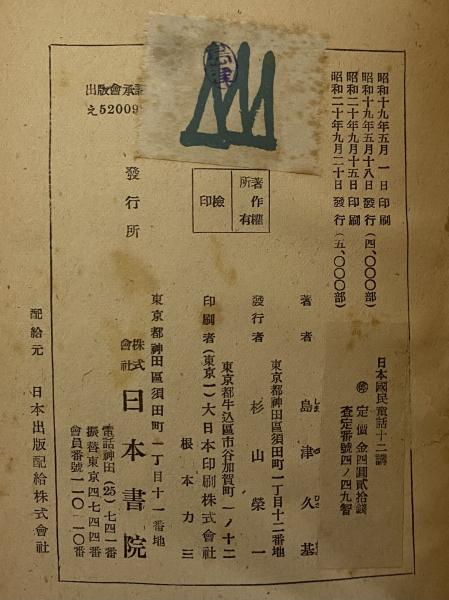 昭和十九年五月一日印刷
昭和十九年五月十八日發行(四、〇〇〇部)
昭和二十年九月十五日印刷
昭和二十年九月二十日發行(五、〇〇〇部)
日本國民童話十二講
㊞ 定價金四圓貳拾錢
査定番號四ノ四九智
著者 島津久基
東京都神田區須田町一丁目十二番地
發行者 杉山榮一
東京都牛込區市谷加賀町一ノ十二
印刷者(東京一)大日本印刷株式會社
根本力三
著作權
所有
檢印
東京都神田區須田町一丁目十一番地
發行所 株式會社 日本書院
電話神田(25)七四一番
振替東京四七四四番
會員番號一一〇一〇番
出版會承
え52009
配給元 日本出版配給株式會社